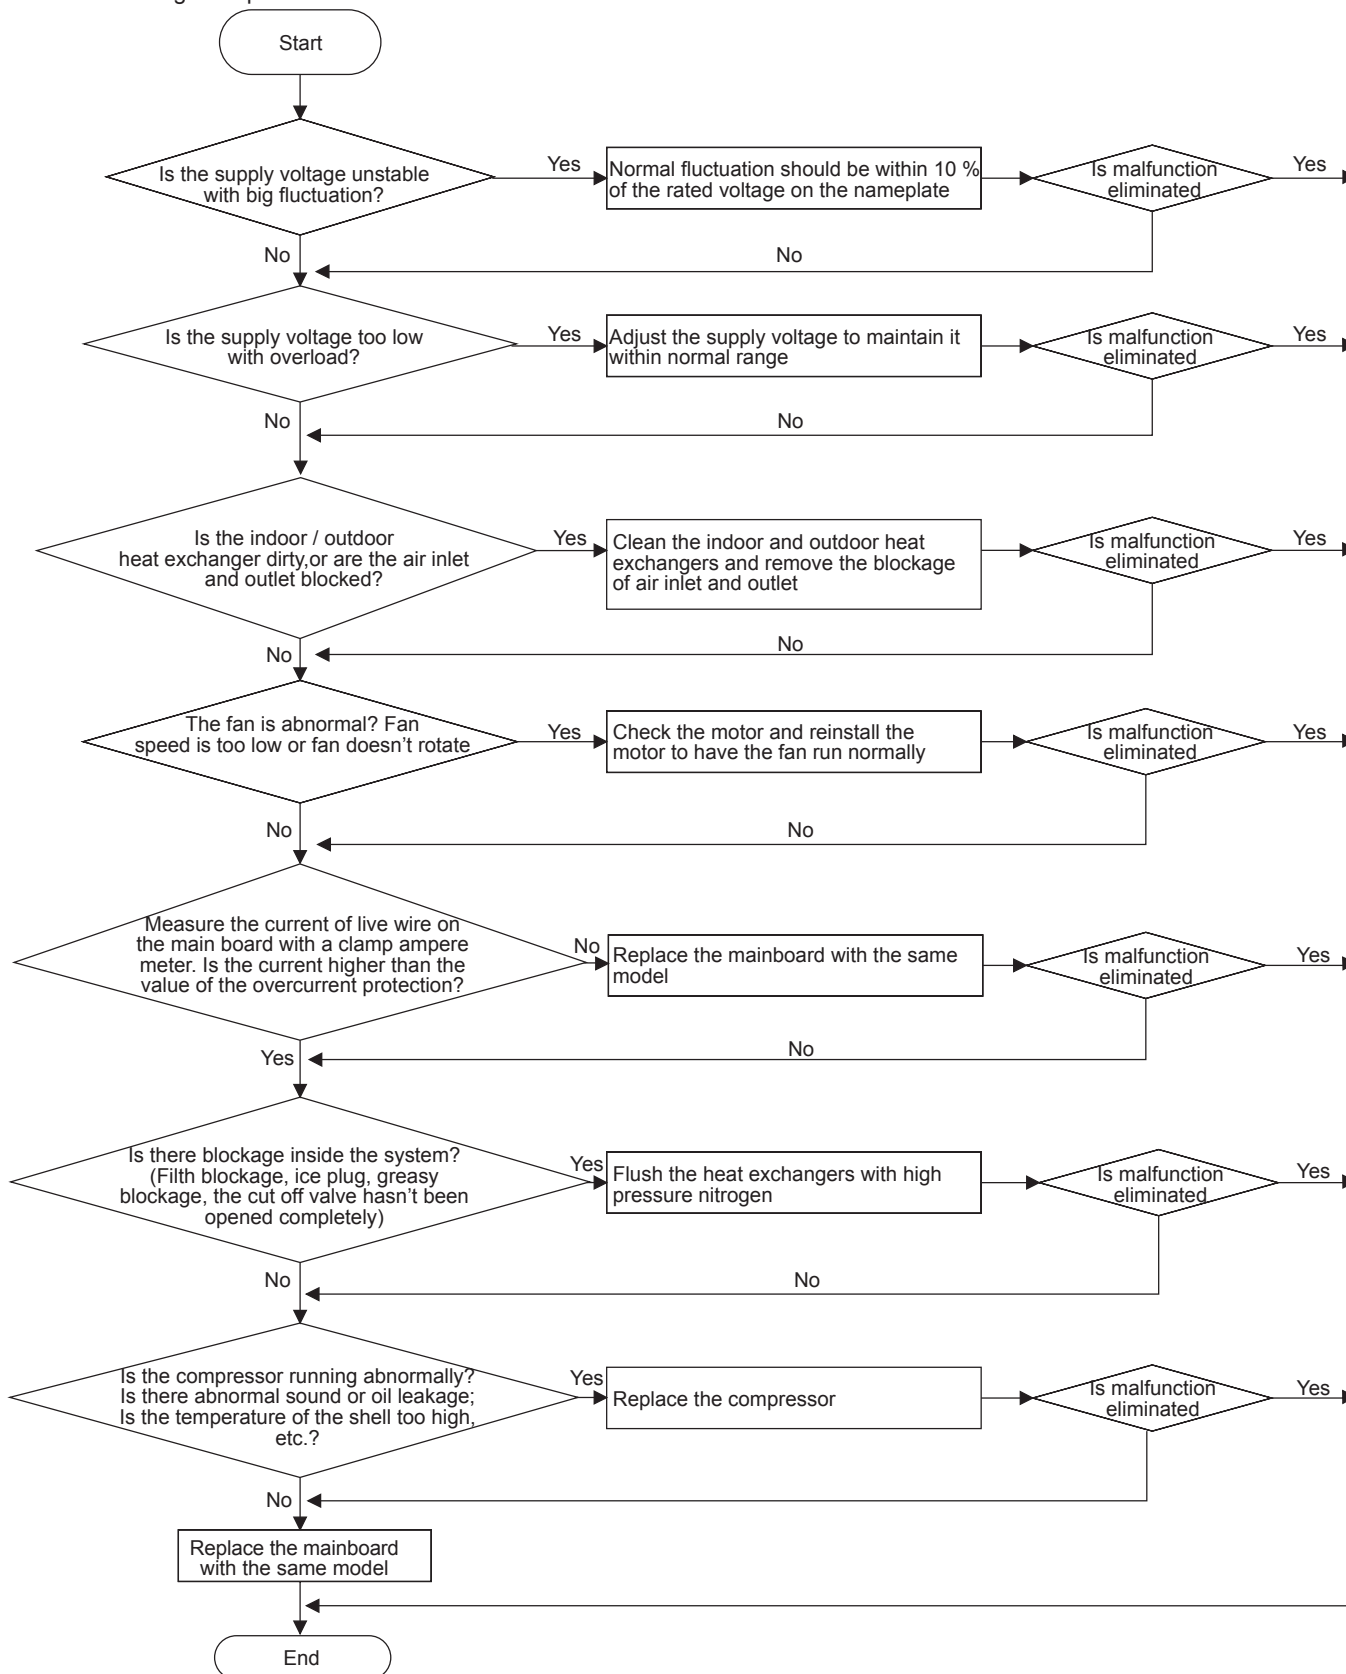 Start
Is the supply voltage unstable
with big fluctuation?
Yes
Normal fluctuation should be within 10 %
of the rated voltage on the nameplate
Is malfunction
eliminated
Yes
No
No
Is the supply voltage too low
with overload?
Yes
Adjust the supply voltage to maintain it
within normal range
Is malfunction
eliminated
Yes
No
No
Is the indoor / outdoor
heat exchanger dirty,or are the air inlet
and outlet blocked?
Yes
Clean the indoor and outdoor heat
exchangers and remove the blockage
of air inlet and outlet
Is malfunction
eliminated
Yes
No
No
The fan is abnormal? Fan
speed is too low or fan doesn't rotate
Yes
Check the motor and reinstall the
motor to have the fan run normally
Is malfunction
eliminated
Yes
No
No
Measure the current of live wire on
the main board with a clamp ampere
meter. Is the current higher than the
value of the overcurrent protection?
No
Replace the mainboard with the same
model
Is malfunction
eliminated
Yes
Yes
No
Is there blockage inside the system?
(Filth blockage, ice plug, greasy
blockage, the cut off valve hasn't been
opened completely)
Yes
Flush the heat exchangers with high
pressure nitrogen
Is malfunction
eliminated
Yes
No
No
Is the compressor running abnormally?
Is there abnormal sound or oil leakage;
Is the temperature of the shell too high,
etc.?
Yes
Replace the compressor
Is malfunction
eliminated
Yes
No
Replace the mainboard
with the same model
End